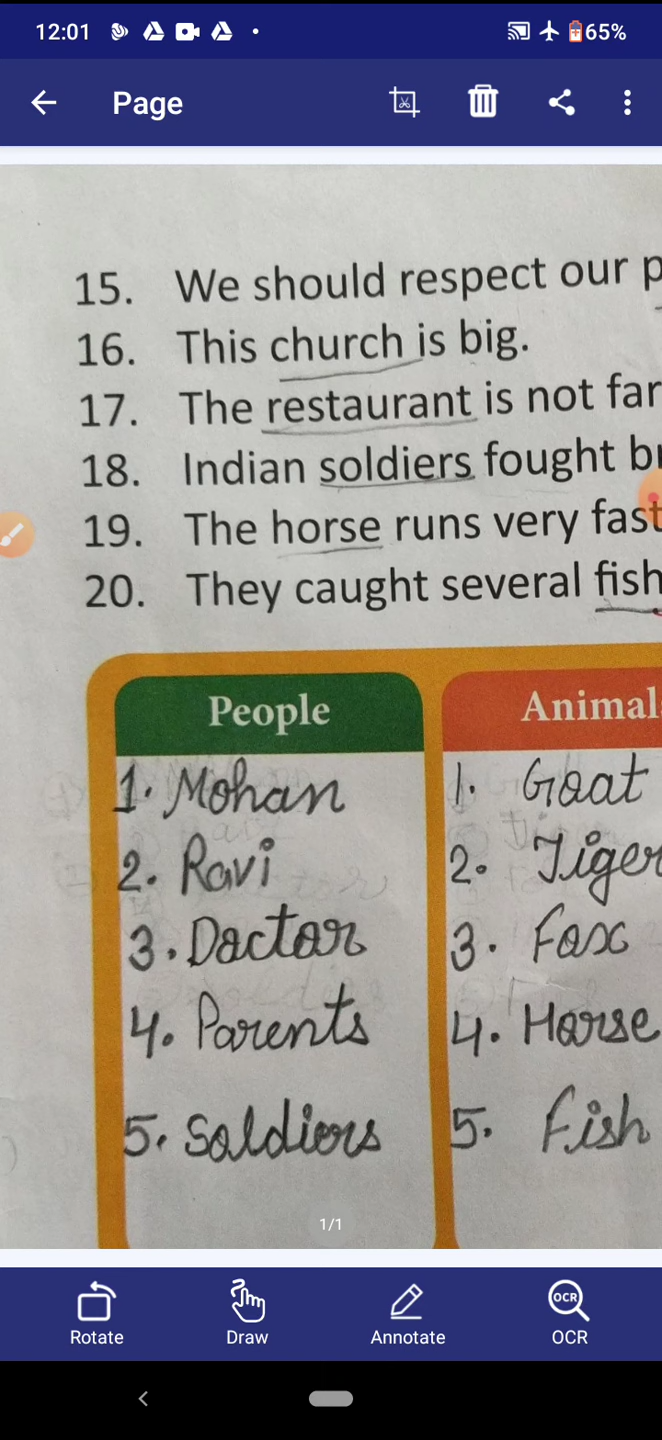 12:01 65%
Page
15. We should respect our p
16. This church is big.
17. The restaurant is not far
18. Indian soldiers fought br
19. The horse runs very fast
20. They caught several fish
People Animal
1. Mohan 1. Goat
2. Ravi 2. Tiger
3. Doctor 3. Fox
4. Parents 4. Horse
5. Soldiers 5. Fish
1/1
Rotate Draw Annotate OCR OCR